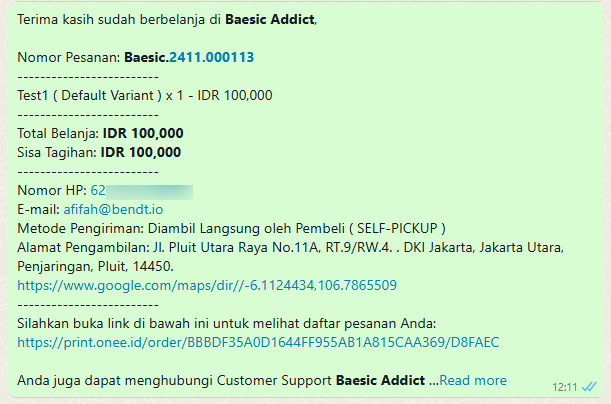 Terima kasih sudah berbelanja di Baesic Addict,
Nomor Pesanan: Baesic.2411.000113
-------------------------
Test1 ( Default Variant ) x 1 - IDR 100,000
-------------------------
Total Belanja: IDR 100,000
Sisa Tagihan: IDR 100,000
-------------------------
Nomor HP: 62
E-mail: afifah@bendt.io
Metode Pengiriman: Diambil Langsung oleh Pembeli ( SELF-PICKUP )
Alamat Pengambilan: Jl. Pluit Utara Raya No.11A, RT.9/RW.4. . DKI Jakarta, Jakarta Utara,
Penjaringan, Pluit, 14450.
https://www.google.com/maps/dir//-6.1124434,106.7865509
-------------------------
Silahkan buka link di bawah ini untuk melihat daftar pesanan Anda:
https://print.onee.id/order/BBBDF35A0D1644FF955AB1A815CAA369/D8FAEC
Anda juga dapat menghubungi Customer Support Baesic Addict ...Read more
12:11